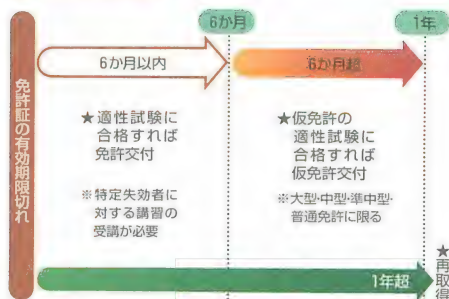 6か月
1年
免許証の有効期限切れ
6か月以内
6か月超
★適性試験に
合格すれば
免許交付
※特定失効者に
対する講習の
受講が必要
★仮免許の
適性試験に
合格すれば
仮免許交付
※大型・中型・準中型・
普通免許に限る
1年超
★再取得